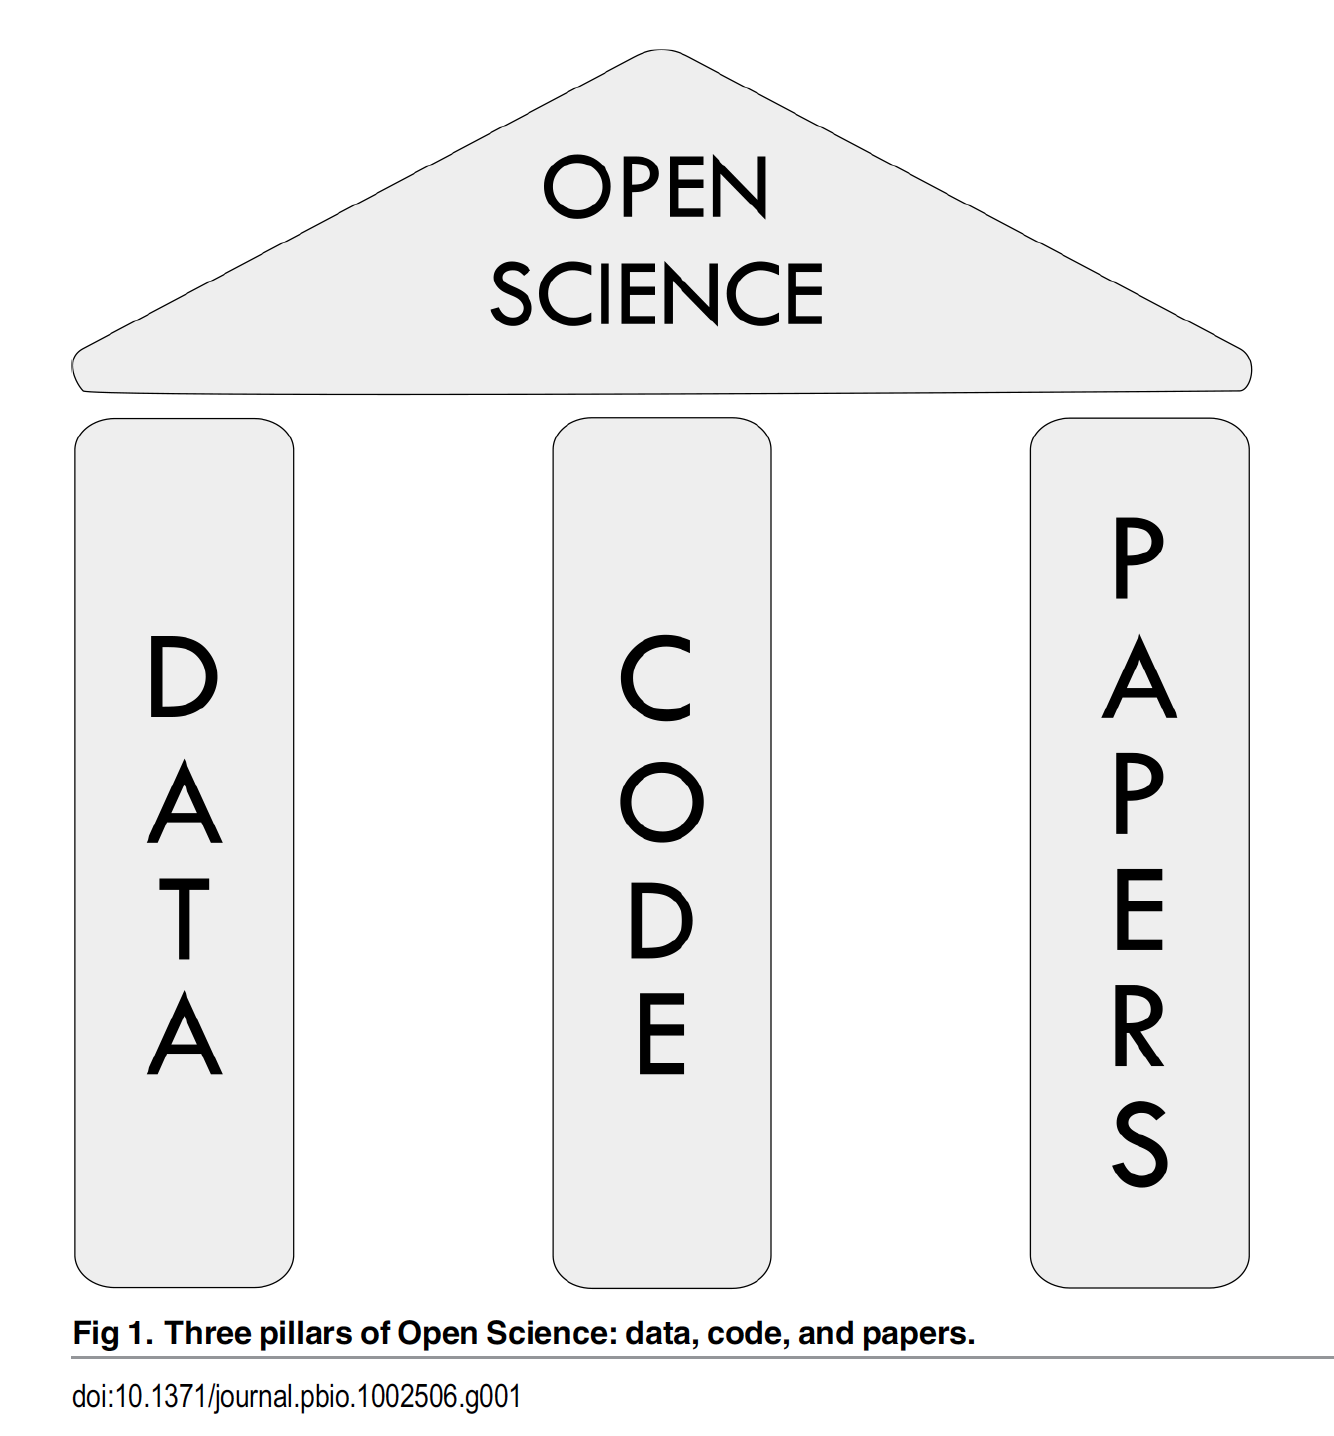 OPEN
SCIENCE
DATA
CODE
PAPERS
Fig 1. Three pillars of Open Science: data, code, and papers.
doi:10.1371/journal.pbio.1002506.g001